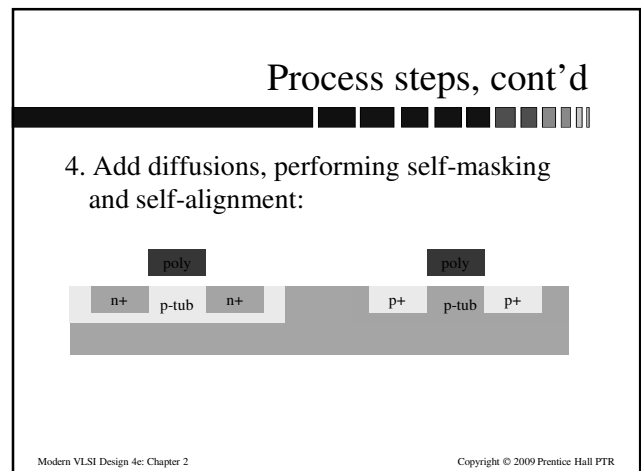 Process steps, cont’d
4. Add diffusions, performing self-masking
and self-alignment:
poly poly
n+ p-tub n+ p+ p-tub p+
Modern VLSI Design 4e: Chapter 2 Copyright © 2009 Prentice Hall PTR